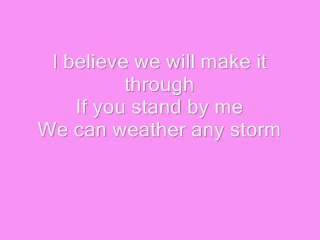 I believe we will make it
through
If you stand by me
We can weather any storm